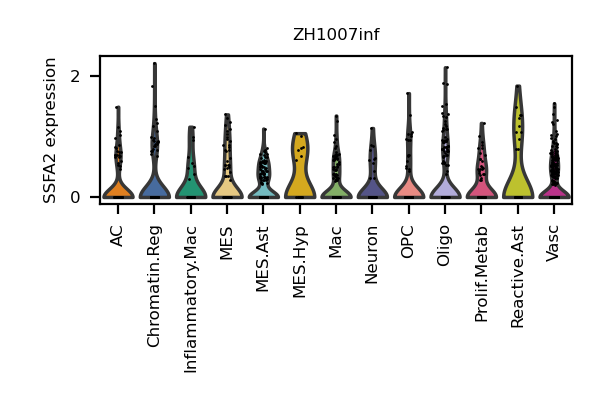 ZH1007inf
SSFA2 expression
2
0
AC
Chromatin.Reg
Inflammatory.Mac
MES
MES.Ast
MES.Hyp
Mac
Neuron
OPC
Oligo
Prolif.Metab
Reactive.Ast
Vasc